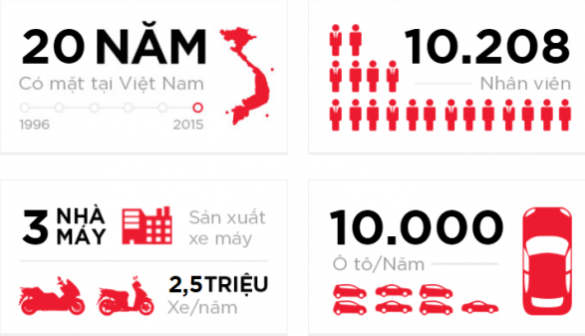 20 NĂM
Có mặt tại Việt Nam
1996 2015
10.208
Nhân viên
3 NHÀ MÁY
Sản xuất xe máy
2,5TRIỆU
Xe/năm
10.000
Ô tô/Năm